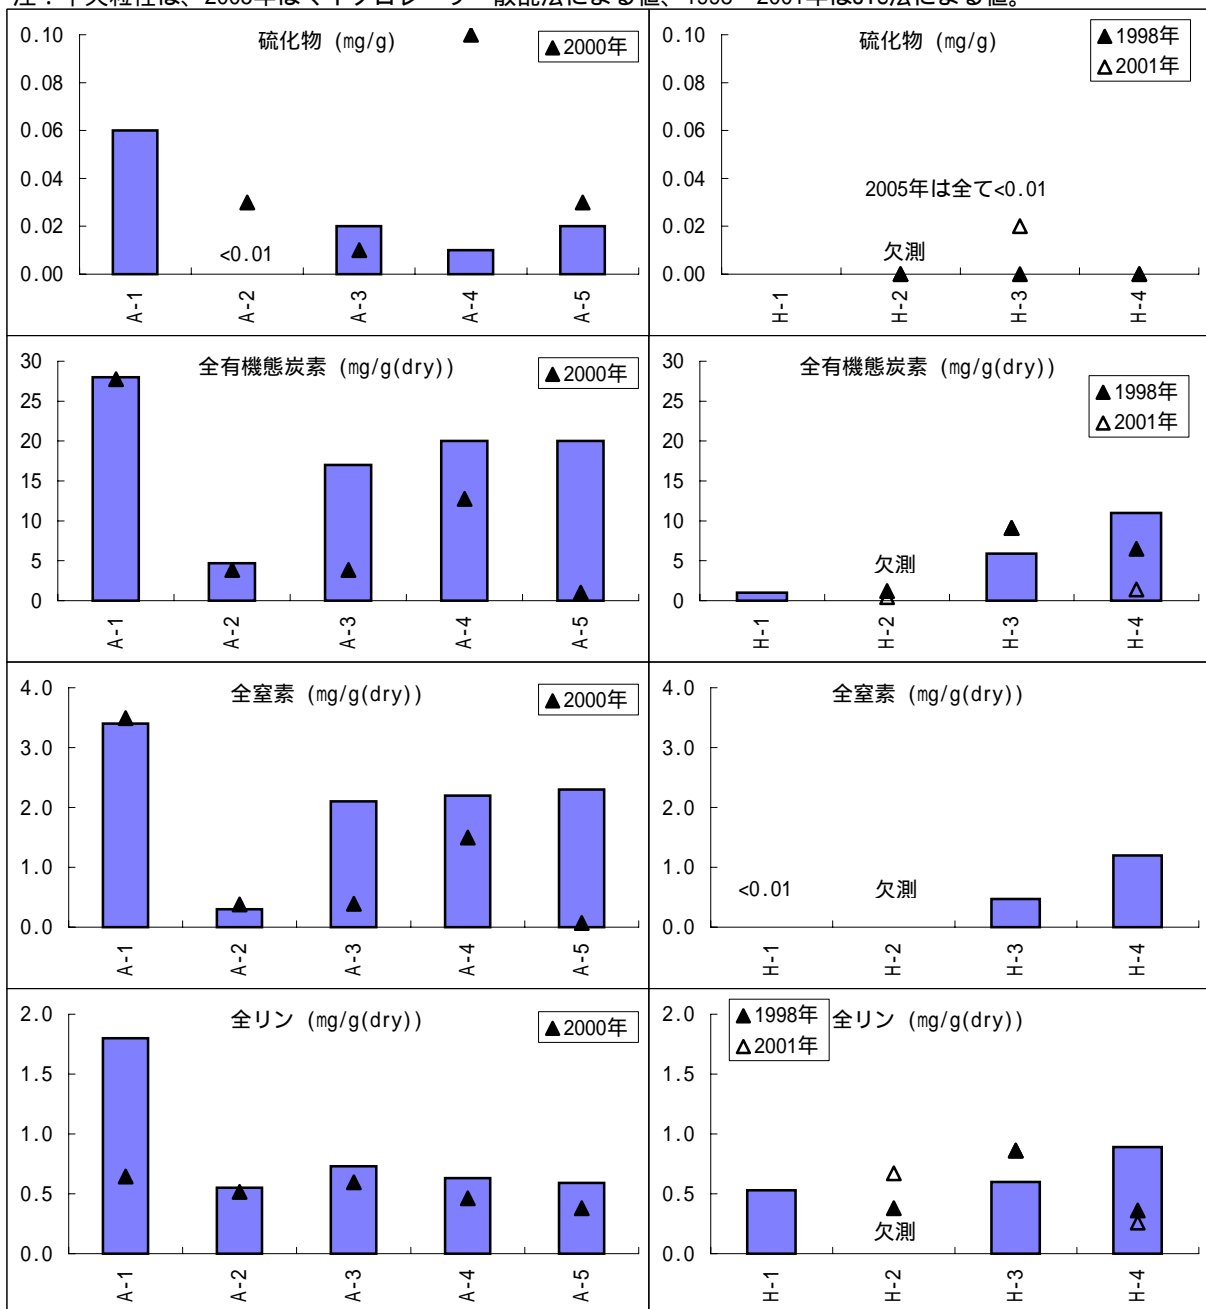 硫化物 (mg/g)
▲2000年
0.10
0.08
0.06
0.04
0.02
0.00
<0.01
A-1
A-2
A-3
A-4
A-5
硫化物 (mg/g)
▲1998年
△2001年
0.10
0.08
0.06
0.04
0.02
0.00
2005年は全て<0.01
欠測
H-1
H-2
H-3
H-4
全有機態炭素 (mg/g(dry))
▲2000年
30
25
20
15
10
5
0
A-1
A-2
A-3
A-4
A-5
全有機態炭素 (mg/g(dry))
▲1998年
△2001年
30
25
20
15
10
5
0
欠測
H-1
H-2
H-3
H-4
全窒素 (mg/g(dry))
▲2000年
4.0
3.0
2.0
1.0
0.0
A-1
A-2
A-3
A-4
A-5
全窒素 (mg/g(dry))
4.0
3.0
2.0
1.0
0.0
<0.01
欠測
H-1
H-2
H-3
H-4
全リン (mg/g(dry))
▲2000年
2.0
1.5
1.0
0.5
0.0
A-1
A-2
A-3
A-4
A-5
全リン (mg/g(dry))
▲1998年
△2001年
2.0
1.5
1.0
0.5
0.0
欠測
H-1
H-2
H-3
H-4